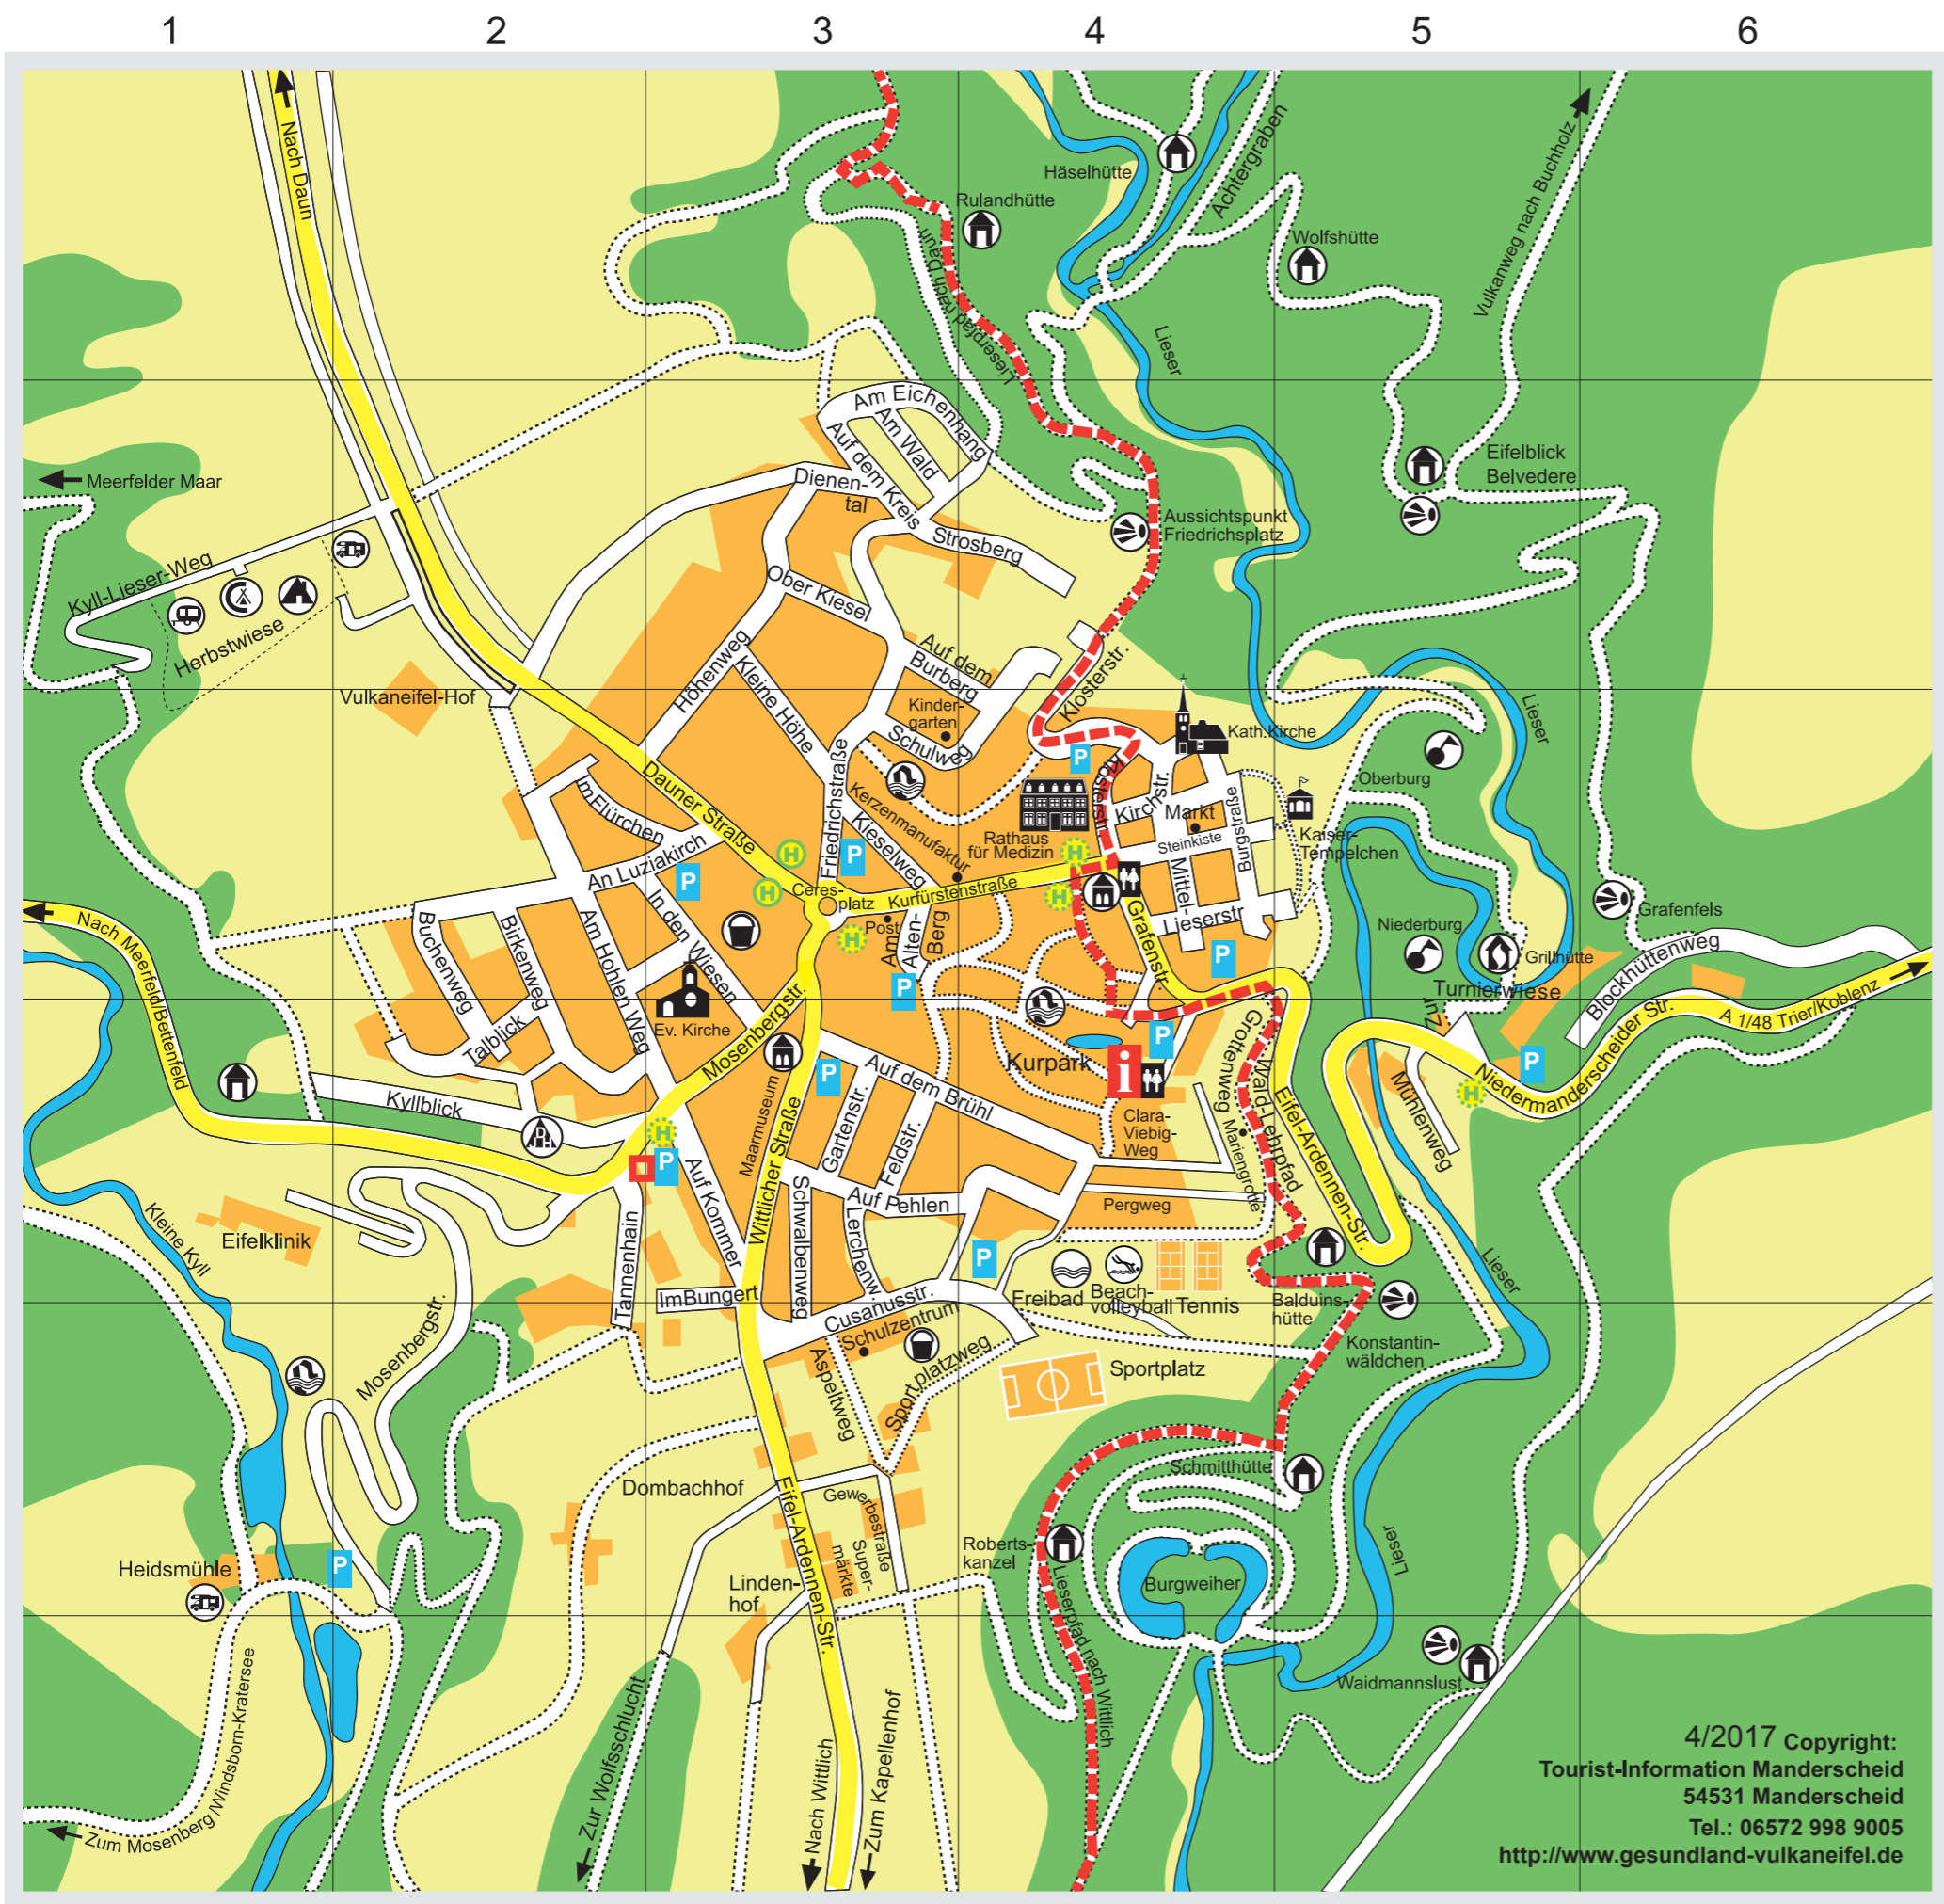 1 2 3 4 5 6
Nach Daun
Häselhütte
Achtergraben
Rulandhütte
Wolfshütte
Vulkanweg nach Buchholz
Lieserpfad nach Daun
Lieser
Am Eichenhang
Am Wald
Auf dem Kreis
Dienen-
tal
Strosberg
Meerfelder Maar
Eifelblick
Belvedere
Aussichtspunkt
Friedrichsplatz
Kyll-Lieser-Weg
Herbstwiese
Ober Kiesel
Höhenweg
Kleine Höhe
Auf dem
Burberg
Klosterstr.
Vulkaneifel-Hof
Kinder-
garten
Schulweg
Kath.Kirche
Lieser
Oberburg
Dauner Straße
ImFlürchen
Friedrichstraße
Kerzenmanufaktur
Kieselweg
P
Klosterstr.
Kirchstr.
Markt
Steinkiste
Burgstraße
Kaiser-
Tempelchen
Rathaus
für Medizin
H
H
P
An Luziakirch
P
H
Ceres-
platz
Kurfürstenstraße
H
Mittel-
Lieserstr.
Grafenstr.
Grafenfels
Nach Meerfeld/Bettenfeld
Buchenweg
Birkenweg
Am Hohlen Weg
In den Wiesen
Post
H
Am
Alten-
Berg
P
P
Niederburg
Grillhütte
Turnierwiese
Blockhüttenweg
Talblick
Ev. Kirche
Mosenbergstr.
Kurpark
P
i
Grottenweg
Wald-Lehrpfad
A 1/48 Trier/Koblenz
Niedermanderscheider Str.
P
H
Kyllblick
Maarmuseum
P
Auf dem Brühl
Gartenstr.
Feldstr.
Clara-
Viebig-
Weg
Mariengrotte
Eifel-Ardennen-Str.
Mühlenweg
H
P
Auf Kommer
Wittlicher Straße
Schwalbenweg
Auf Pehlen
Lerchenw.
Pergweg
Eifelklinik
Kleine Kyll
Tannenhain
ImBungert
P
Freibad
Beach-
volleyball
Tennis
Balduins-
hütte
Lieser
Mosenbergstr.
Cusanusstr.
Schulzentrum
Aspeltweg
Sportplatzweg
Sportplatz
Konstantin-
wäldchen
Dombachhof
Gewerbestraße
Super-
märkte
Eifel-Ardennen-Str.
Schmitthütte
Roberts-
kanzel
Burgweiher
Lieser
Heidsmühle
P
Linden-
hof
Lieserpfad nach Wittlich
Waidmannslust
Zum Mosenberg/Windsborn-Kratersee
Zur Wolfsschlucht
Nach Wittlich
Zum Kapellenhof
4/2017 Copyright:
Tourist-Information Manderscheid
54531 Manderscheid
Tel.: 06572 998 9005
http://www.gesundland-vulkaneifel.de